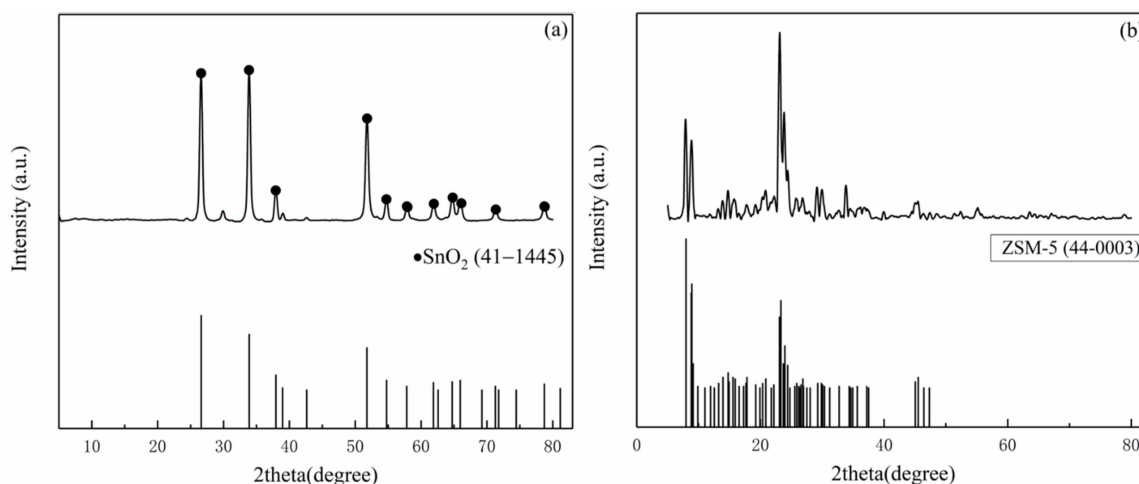 (a)
Intensity (a.u.)
●SnO₂ (41–1445)
10 20 30 40 50 60 70 80
2theta(degree)
(b)
Intensity (a.u.)
ZSM-5 (44-0003)
0 20 40 60 80
2theta(degree)